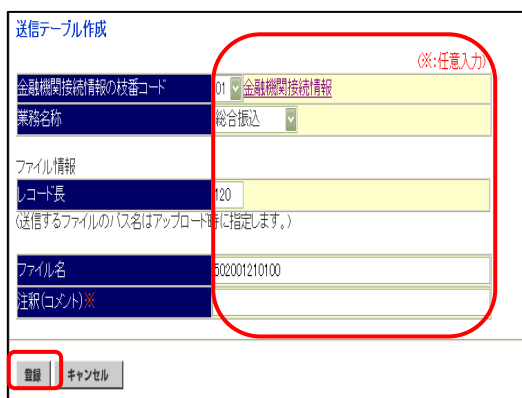 送信テーブル作成
(※:任意入力)
金融機関接続情報の枝番コード 01 金融機関接続情報
業務名称 総合振込
ファイル情報
レコード長 120
(送信するファイルのパス名はアップロード時に指定します。)
ファイル名 502001210100
注釈(コメント)※
登録 キャンセル